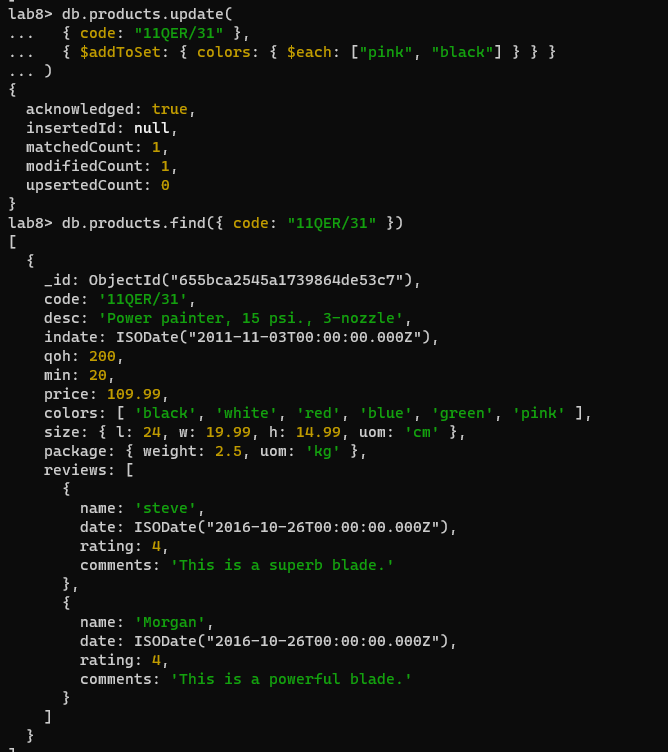 lab8> db.products.update(
...   { code: "11QER/31" },
...   { $addToSet: { colors: { $each: ["pink", "black"] } } }
... )
{
  acknowledged: true,
  insertedId: null,
  matchedCount: 1,
  modifiedCount: 1,
  upsertedCount: 0
}
lab8> db.products.find({ code: "11QER/31" })
[
  {
    _id: ObjectId("655bca2545a1739864de53c7"),
    code: '11QER/31',
    desc: 'Power painter, 15 psi., 3-nozzle',
    indate: ISODate("2011-11-03T00:00:00.000Z"),
    qoh: 200,
    min: 20,
    price: 109.99,
    colors: [ 'black', 'white', 'red', 'blue', 'green', 'pink' ],
    size: { l: 24, w: 19.99, h: 14.99, uom: 'cm' },
    package: { weight: 2.5, uom: 'kg' },
    reviews: [
      {
        name: 'steve',
        date: ISODate("2016-10-26T00:00:00.000Z"),
        rating: 4,
        comments: 'This is a superb blade.'
      },
      {
        name: 'Morgan',
        date: ISODate("2016-10-26T00:00:00.000Z"),
        rating: 4,
        comments: 'This is a powerful blade.'
      }
    ]
  }